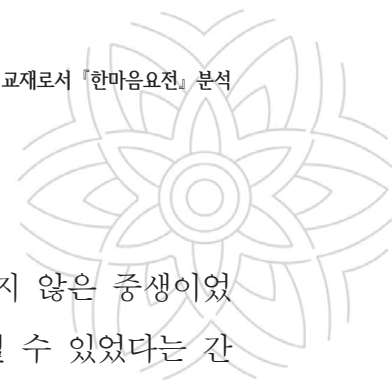 교재로서『한마음요전』분석
지 않은 중생이었
수 있었다는 간